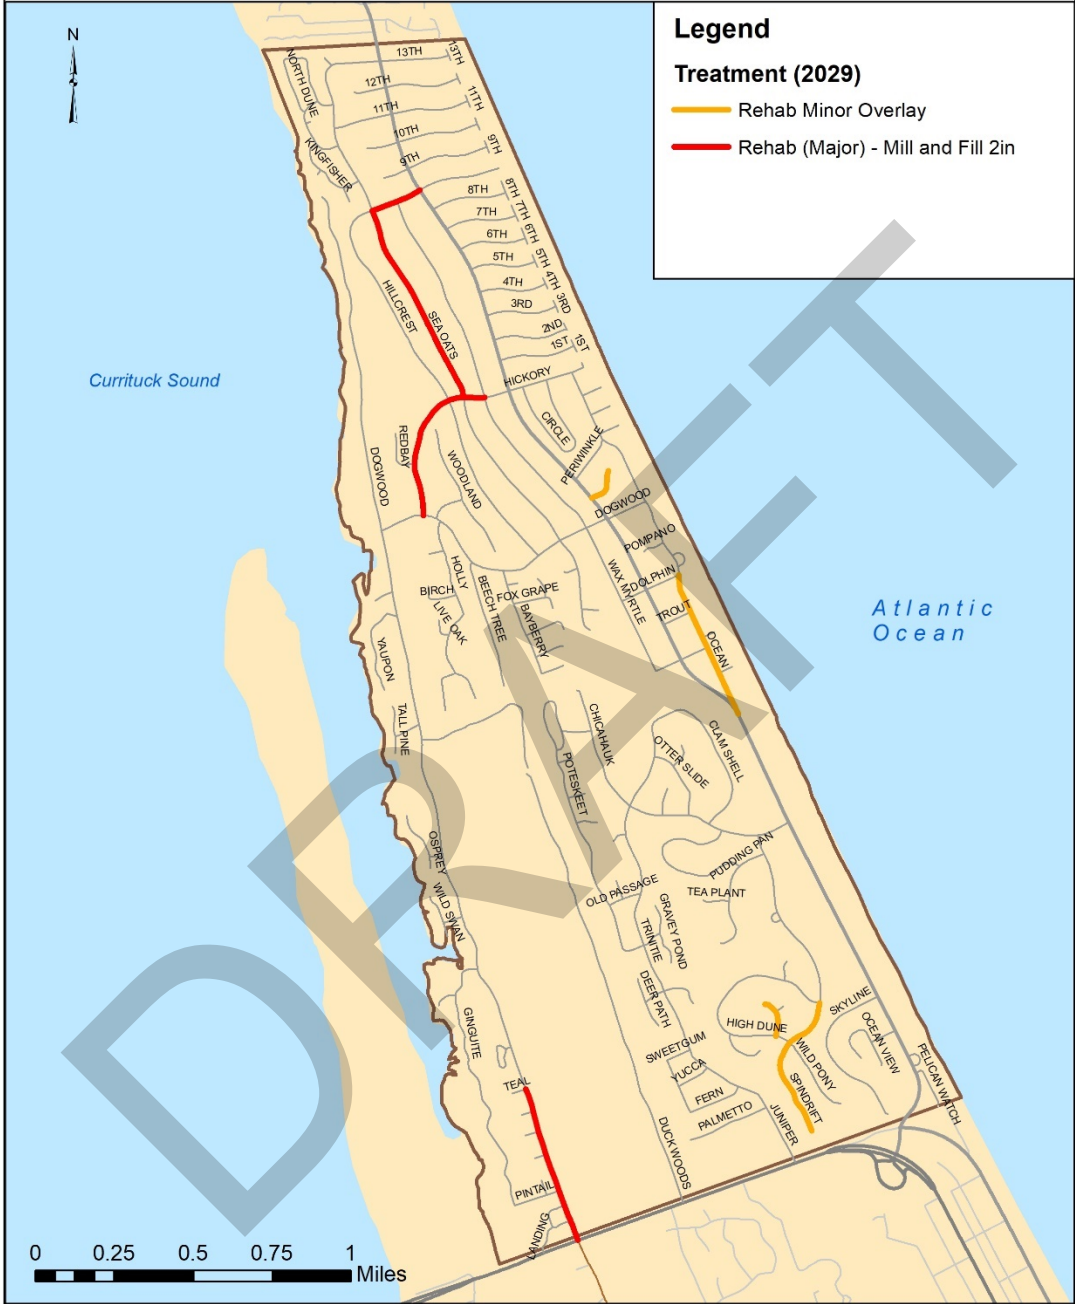 N
Legend
Treatment (2029)
Rehab Minor Overlay
Rehab (Major) - Mill and Fill 2in
13TH
13TH
NORTH DUNE
12TH
11TH
11TH
10TH
9TH
9TH
KINGFISHER
8TH
8TH
7TH
7TH
6TH
6TH
5TH
5TH
4TH
4TH
3RD
3RD
2ND
1ST
1ST
HILLCREST
SEA OATS
Currituck Sound
HICKORY
CIRCLE
PERIWINKLE
REDBAY
DOGWOOD
WOODLAND
DOGWOOD
POMPANO
DOLPHIN
WAX MYRTLE
TROUT
OCEAN
Atlantic
Ocean
HOLLY
BIRCH
LIVE OAK
BEECH TREE
FOX GRAPE
BAYBERRY
YAUPON
TALL PINE
CHICAHAUK
CLAM SHELL
OTTER SLIDE
POTESKEET
OSPREY
WILD SWAN
PUDDING PAN
OLD PASSAGE
TEA PLANT
GRAVEY POND
TRINITIE
DEER PATH
GINGUITE
HIGH DUNE
SKYLINE
OCEAN VIEW
SWEETGUM
YUCCA
WILD PONY
SPINDRIFT
PELICAN WATCH
TEAL
FERN
PALMETTO
JUNIPER
DUCK WOODS
PINTAIL
LANDING
0 0.25 0.5 0.75 1
Miles
DRAFT